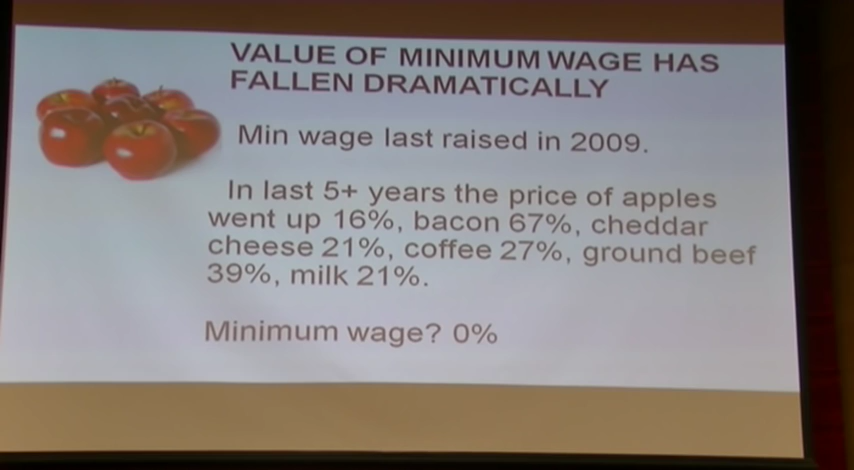 VALUE OF MINIMUM WAGE HAS
FALLEN DRAMATICALLY
Min wage last raised in 2009.
In last 5+ years the price of apples
went up 16%, bacon 67%, cheddar
cheese 21%, coffee 27%, ground beef
39%, milk 21%.
Minimum wage? 0%